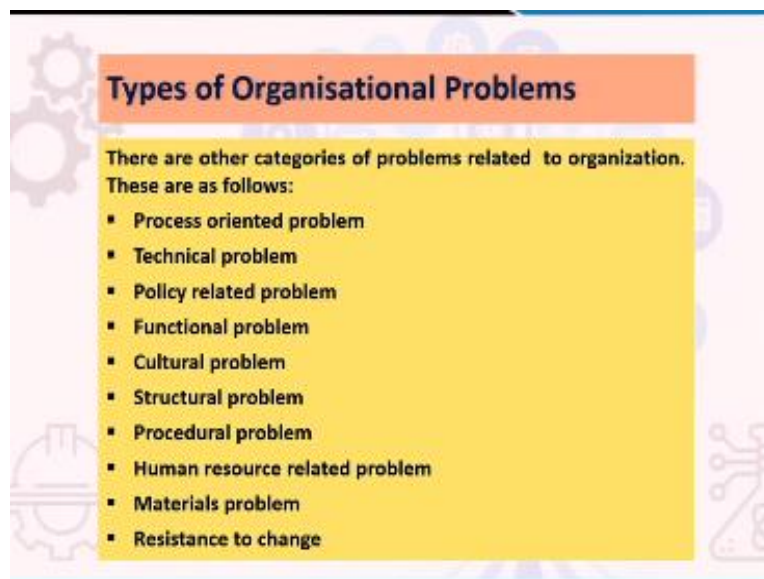 Types of Organisational Problems
There are other categories of problems related to organization.
These are as follows:
▪ Process oriented problem
▪ Technical problem
▪ Policy related problem
▪ Functional problem
▪ Cultural problem
▪ Structural problem
▪ Procedural problem
▪ Human resource related problem
▪ Materials problem
▪ Resistance to change